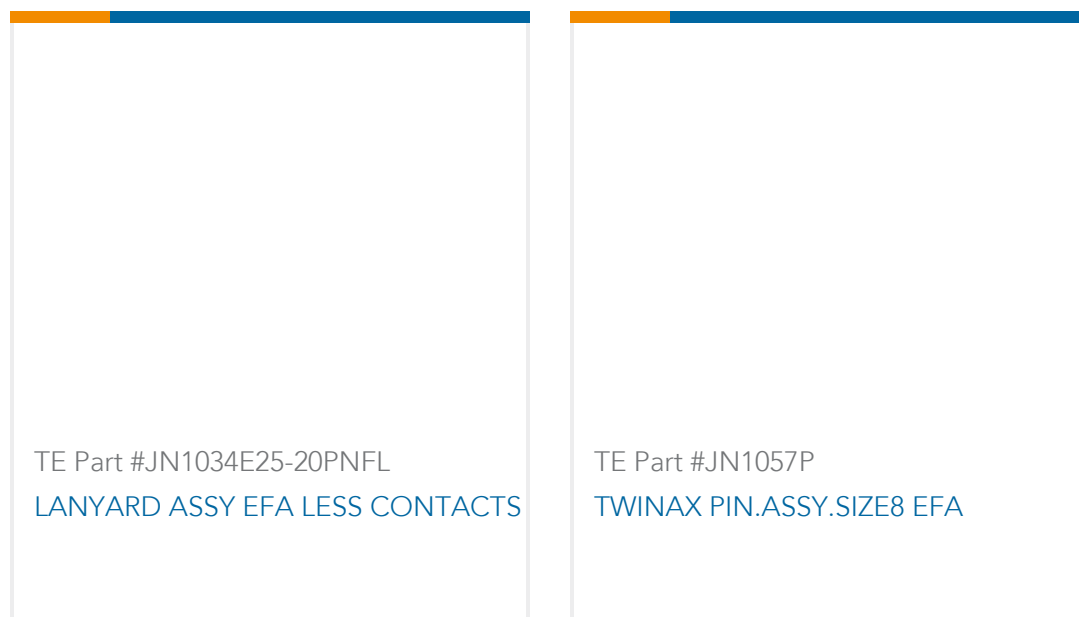 TE Part #JN1034E25-20PNFL
LANYARD ASSY EFA LESS CONTACTS
TE Part #JN1057P
TWINAX PIN.ASSY.SIZE8 EFA